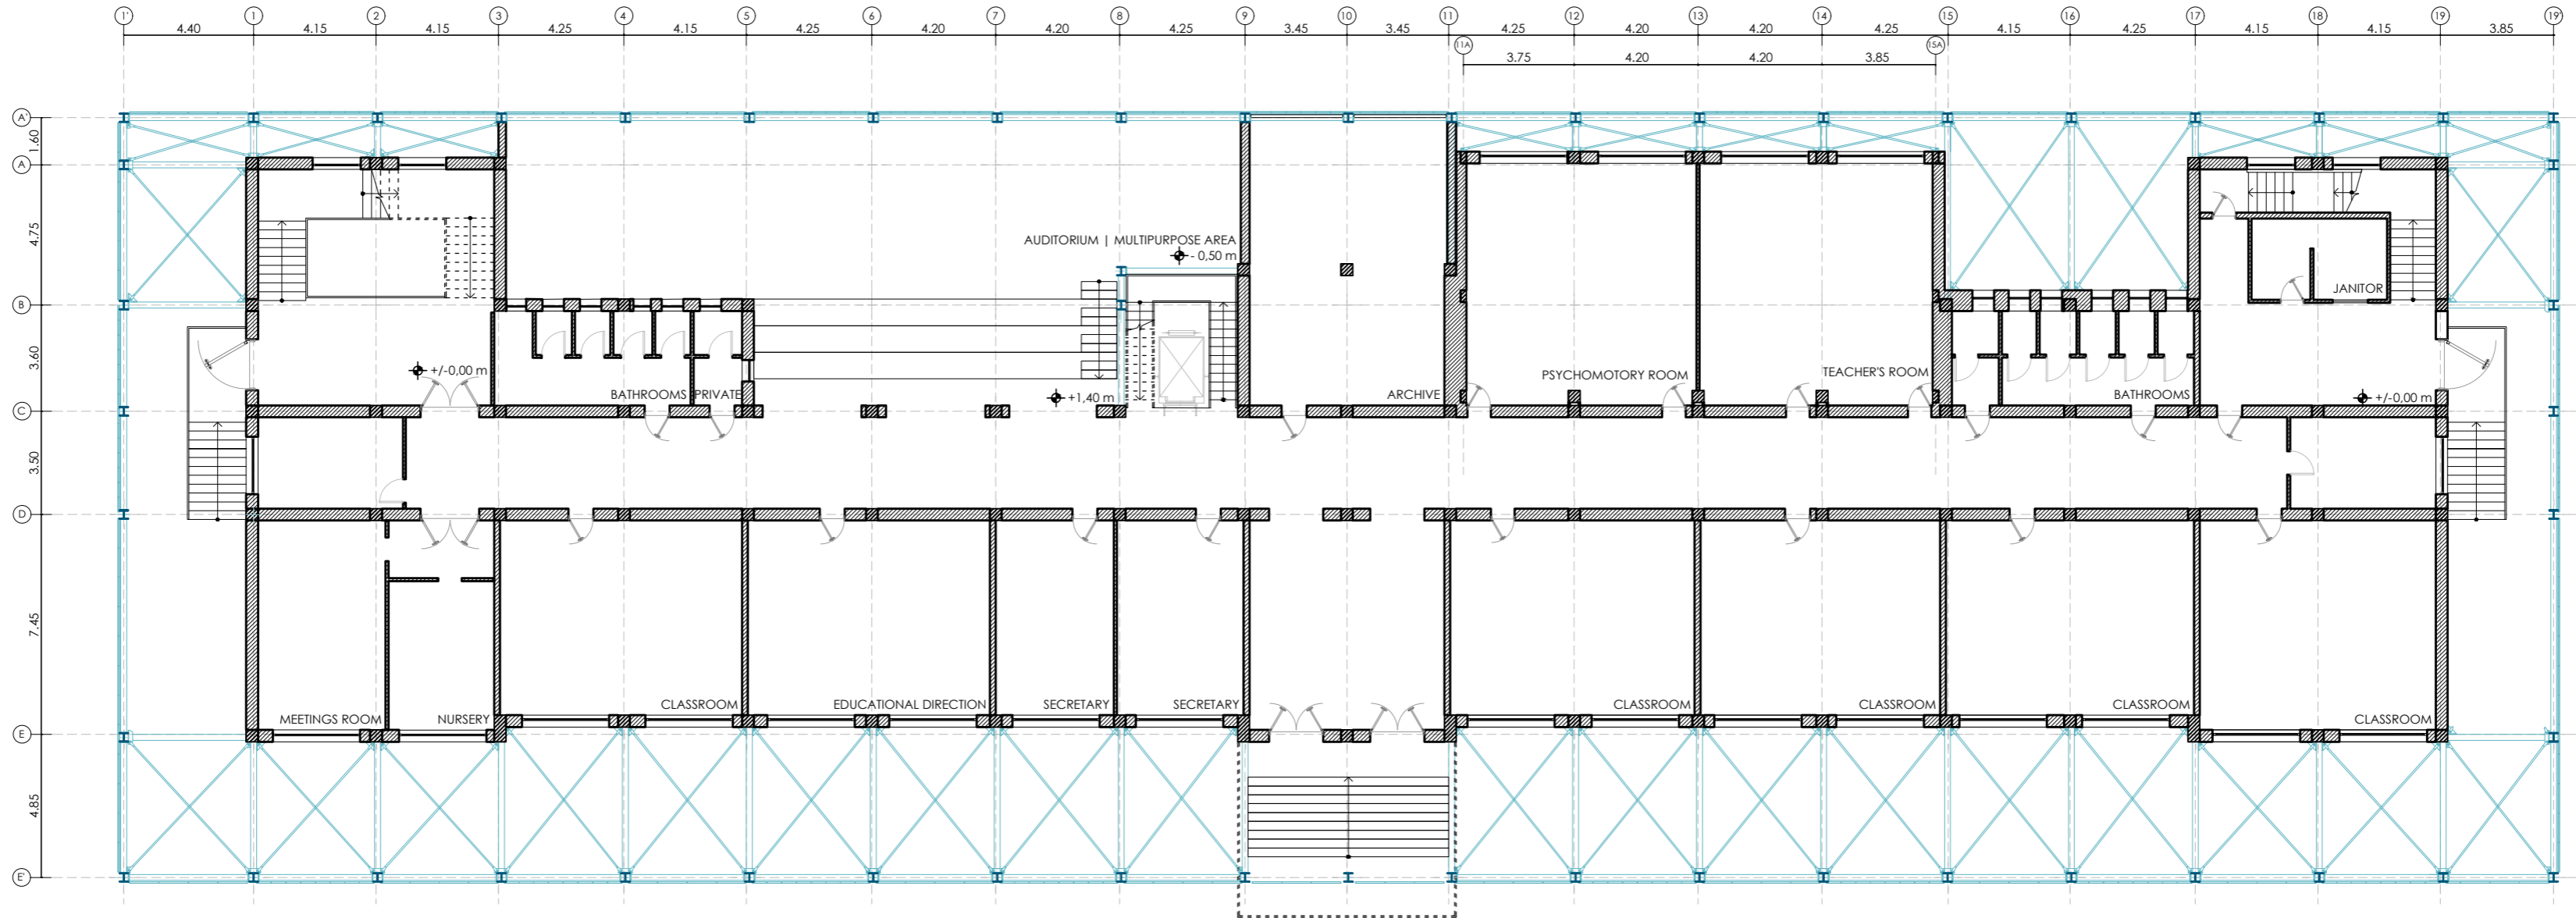 1' 1 2 3 4 5 6 7 8 9 10 11 12 13 14 15 16 17 18 19 19'
4.40 4.15 4.15 4.25 4.15 4.25 4.20 4.20 4.25 3.45 3.45 4.25 4.20 4.20 4.25 4.15 4.25 4.15 4.15 3.85
11A 15A
3.75 4.20 4.20 3.85
A'
1.60
A
4.75
B
3.60
C
3.50
D
7.45
E
4.85
E'
AUDITORIUM | MULTIPURPOSE AREA
- 0,50 m
JANITOR
+/-0,00 m
PSYCHOMOTORY ROOM
TEACHER'S ROOM
BATHROOMS PRIVATE
+1,40 m
ARCHIVE
BATHROOMS
+/-0,00 m
MEETINGS ROOM
NURSERY
CLASSROOM
EDUCATIONAL DIRECTION
SECRETARY
SECRETARY
CLASSROOM
CLASSROOM
CLASSROOM
CLASSROOM